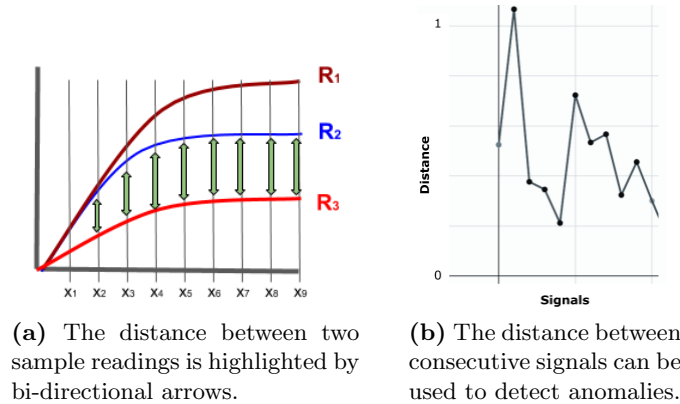 R1
R2
R3
X1 X2 X3 X4 X5 X6 X7 X8 X9
1
Distance
0
Signals
(a) The distance between two
sample readings is highlighted by
bi-directional arrows.
(b) The distance between
consecutive signals can be
used to detect anomalies.